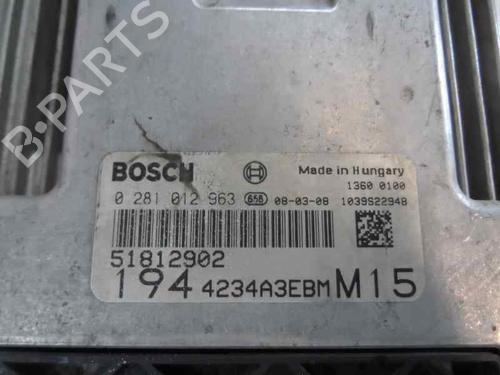 B-PARTS
BOSCH Made in Hungary
1360 0100
0 281 012 963 658 08-03-08 1039S22948
51812902
194 4234A3EBM M15